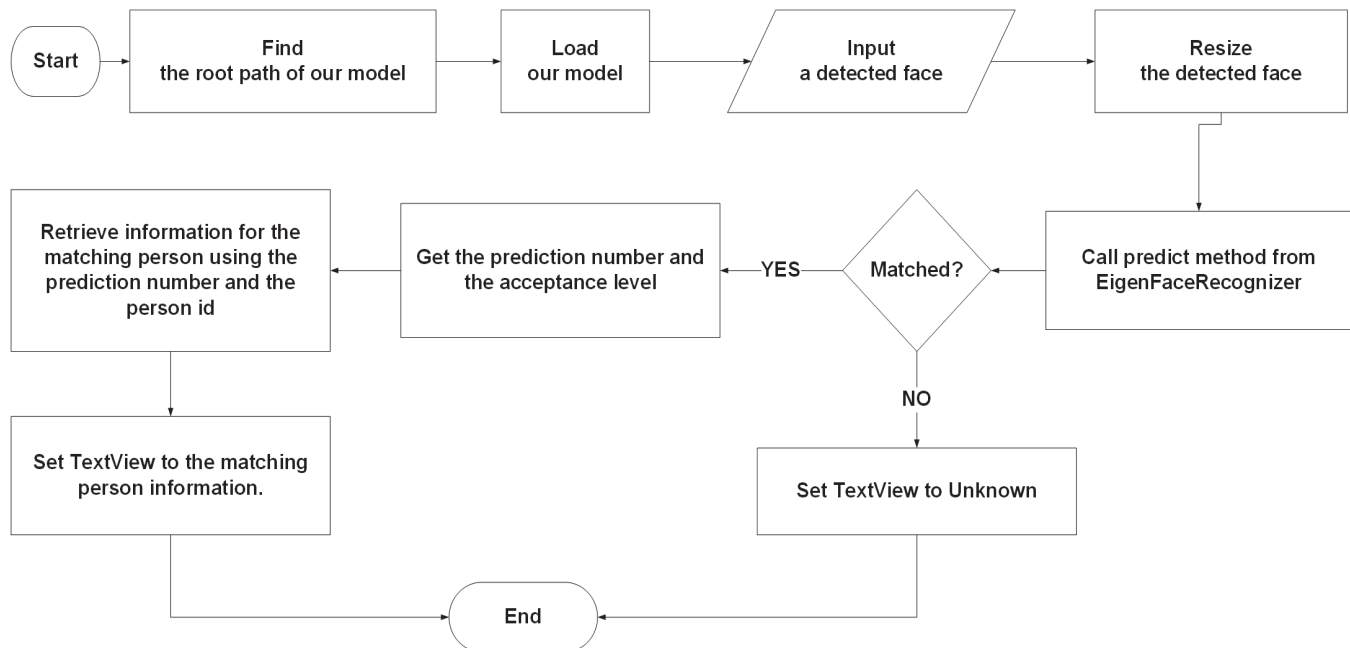 Start
Find
the root path of our model
Load
our model
Input
a detected face
Resize
the detected face
Call predict method from
EigenFaceRecognizer
Matched?
YES
Get the prediction number and
the acceptance level
Retrieve information for the
matching person using the
prediction number and the
person id
Set TextView to the matching
person information.
NO
Set TextView to Unknown
End